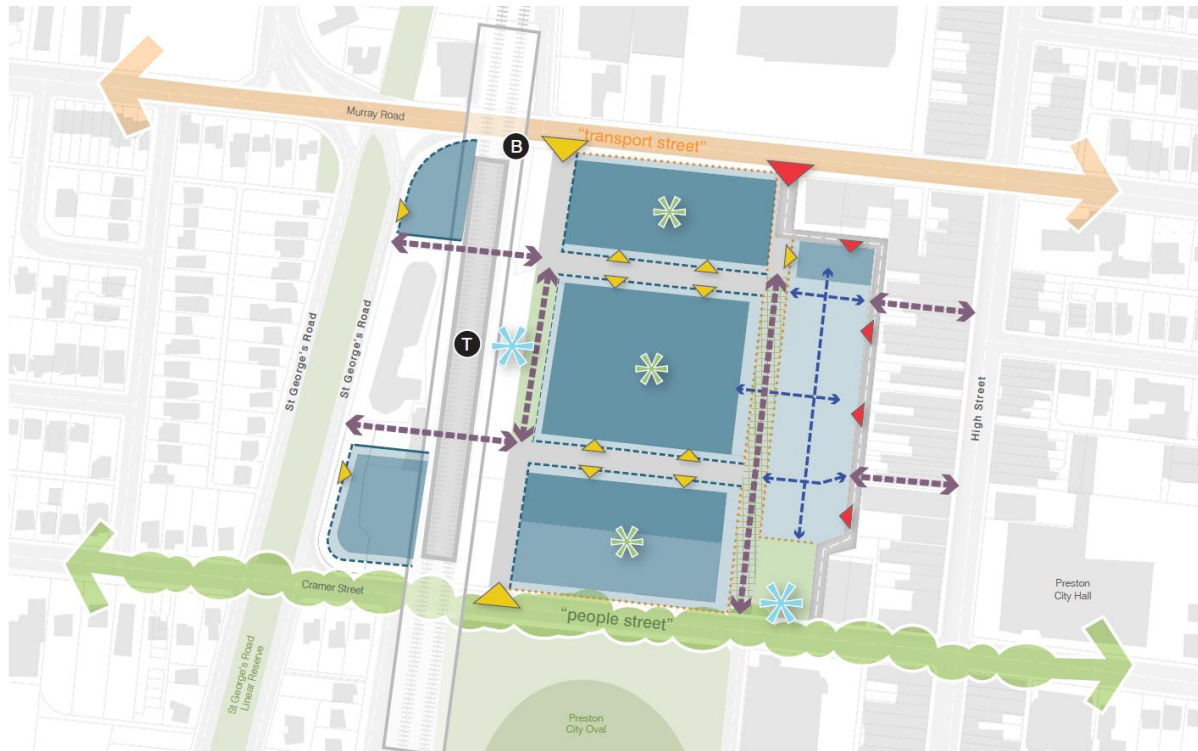 Murray Road
"transport street"
B
St George's Road
St George's Road
T
High Street
Cramer Street
"people street"
Preston
City Hall
St George's Road
Linear Reserve
Preston
City Oval